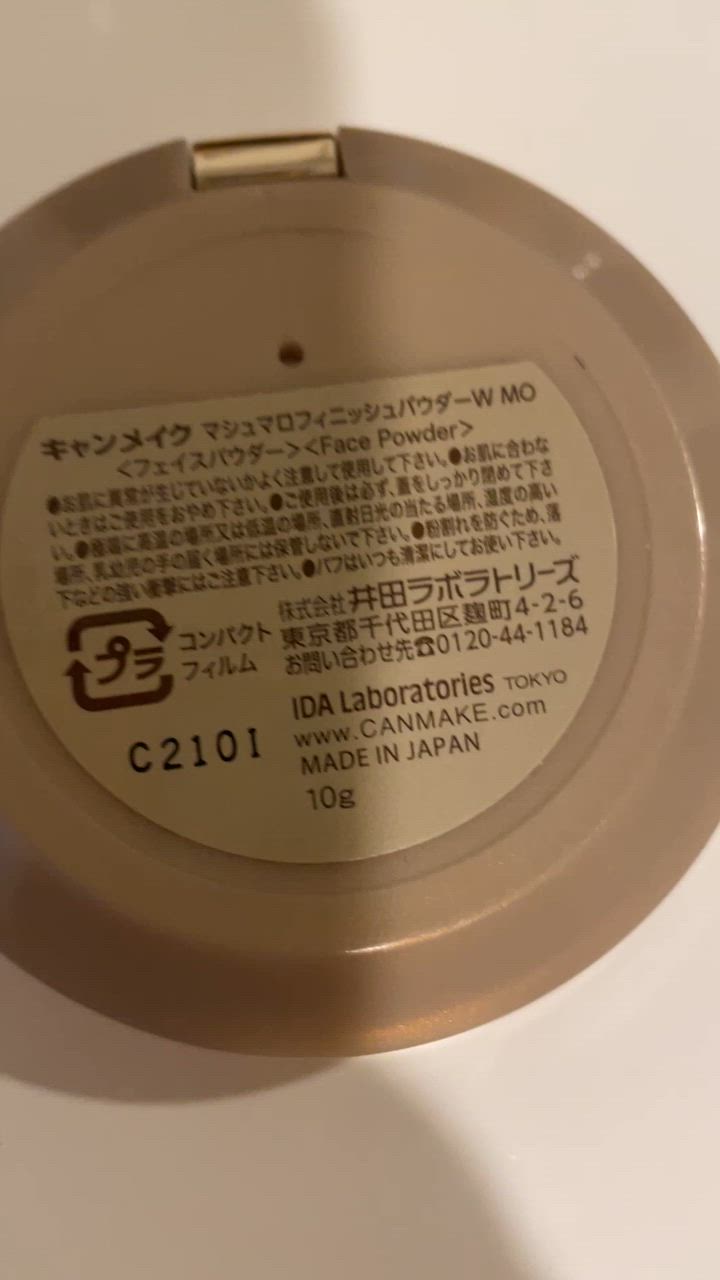 キャンメイク マシュマロフィニッシュパウダーW MO
<フェイスパウダー><Face Powder>
●お肌に異常が生じていないかよく注意して使用して下さい。●お肌に合わな
いときはご使用をおやめ下さい。●ご使用後は必ず、蓋をしっかり閉めて下さ
い。●極端に高温の場所又は低温の場所、直射日光の当たる場所、湿度の高い
場所、乳幼児の手の届く場所には保管しないで下さい。●粉割れを防ぐため、落
下などの強い衝撃にはご注意下さい。●パフはいつも清潔にしてお使い下さい。
株式会社井田ラボラトリーズ
東京都千代田区麹町4-2-6
お問い合わせ先☎0120-44-1184
プラ
コンパクト
フィルム
IDA Laboratories TOKYO
www.CANMAKE.com
MADE IN JAPAN
10g
C210I